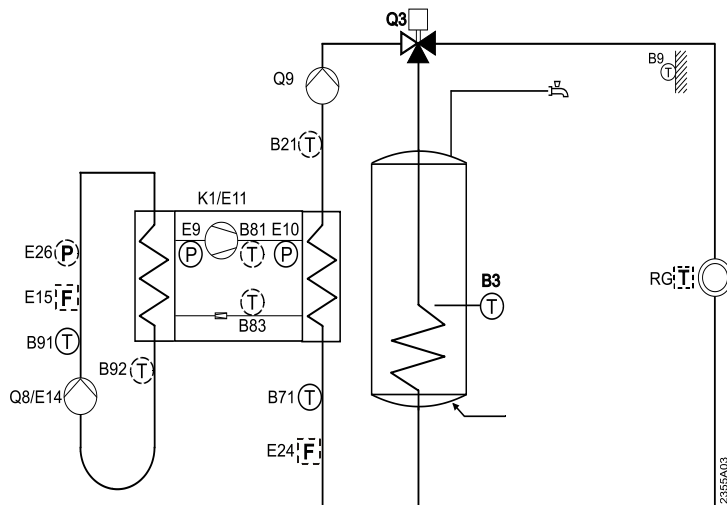 Q3
B9
T
Q9
B21 T
K1/E11
E9 B81 E10
P T P
E26 P
E15 F
T
B83
B3
T
RG T
B91 T
B92 T
Q8/E14
B71 T
E24 F
2355A03